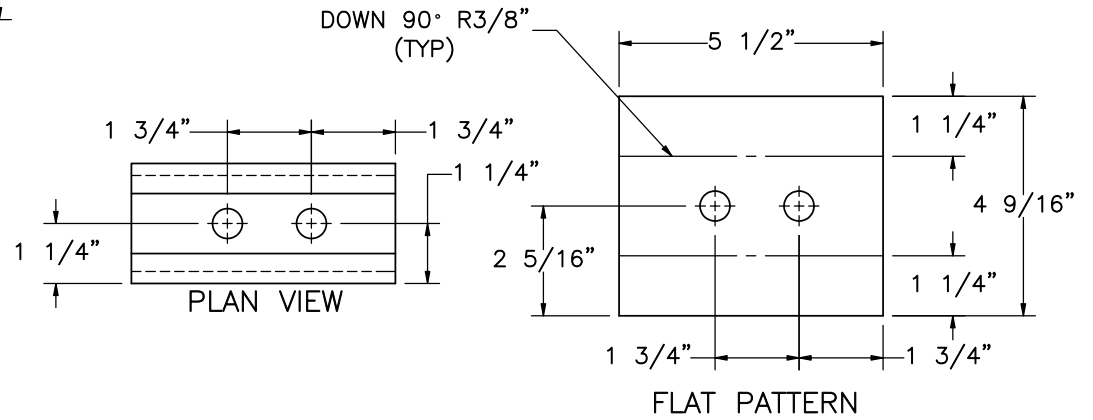 DOWN 90° R3/8"
(TYP)
5 1/2"
1 3/4"
1 3/4"
1 1/4"
1 1/4"
PLAN VIEW
1 1/4"
4 9/16"
2 5/16"
1 1/4"
1 3/4"
1 3/4"
FLAT PATTERN